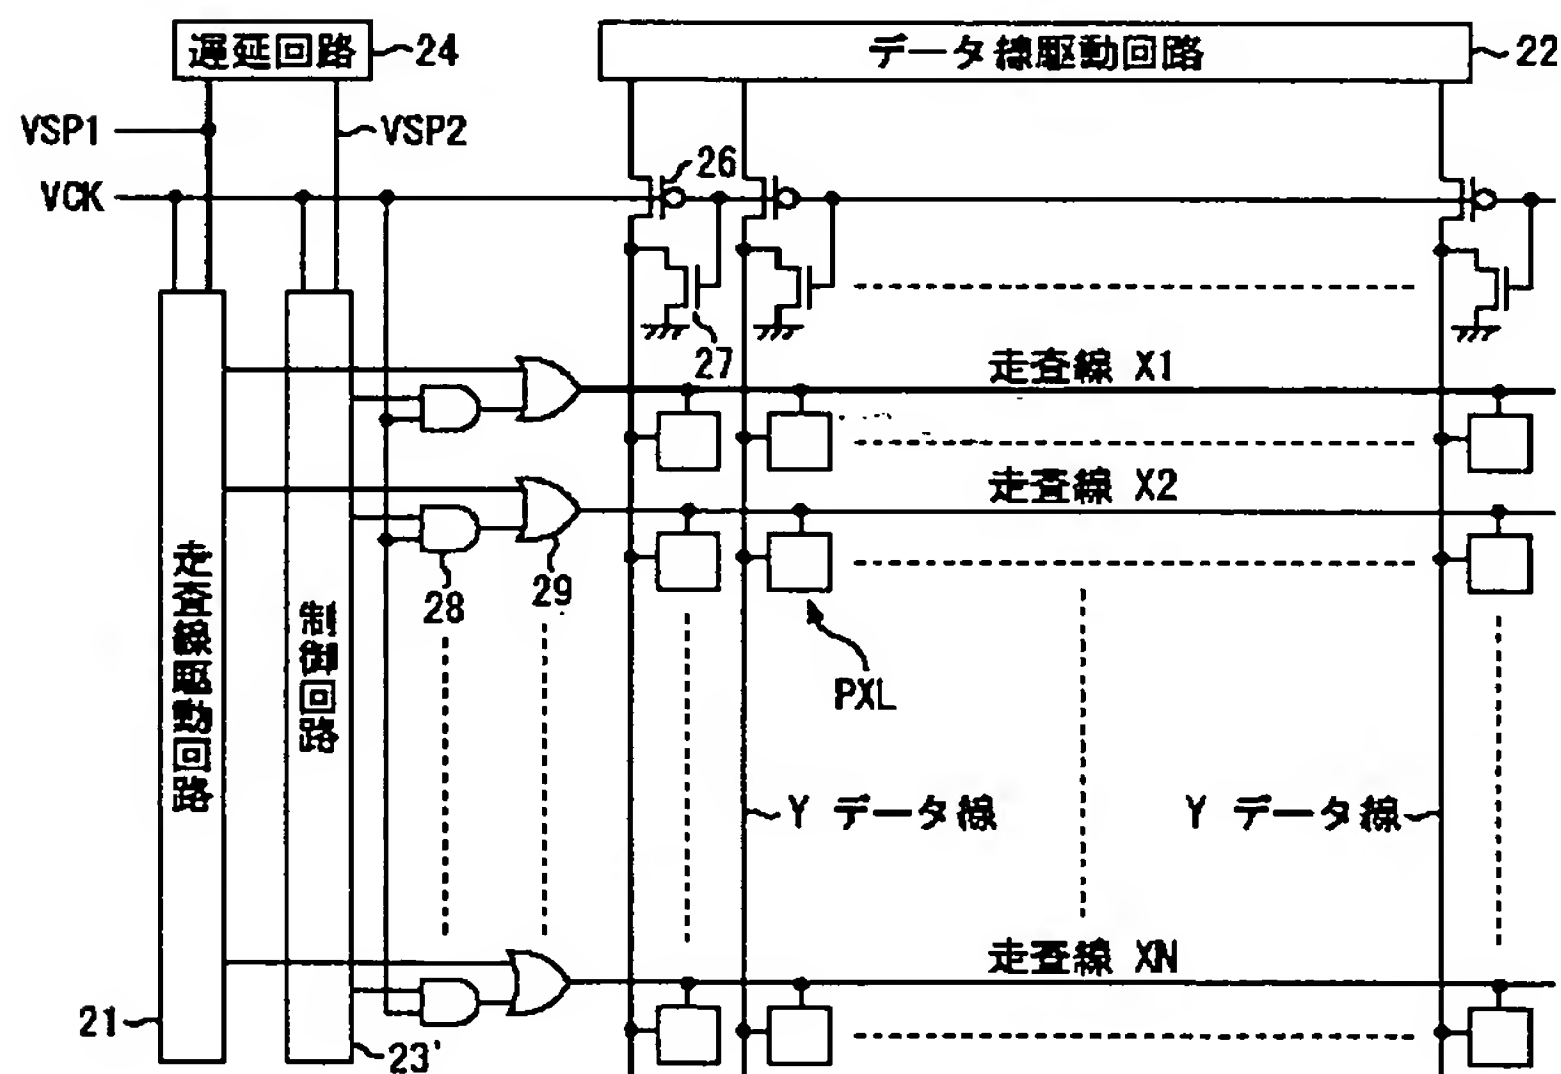 遅延回路
24
データ線駆動回路
22
VSP1
VSP2
VCK
26
27
走査線 X1
走査線 X2
28
29
走査線駆動回路
制御回路
PXL
Y データ線
Y データ線
走査線 XN
21
23'